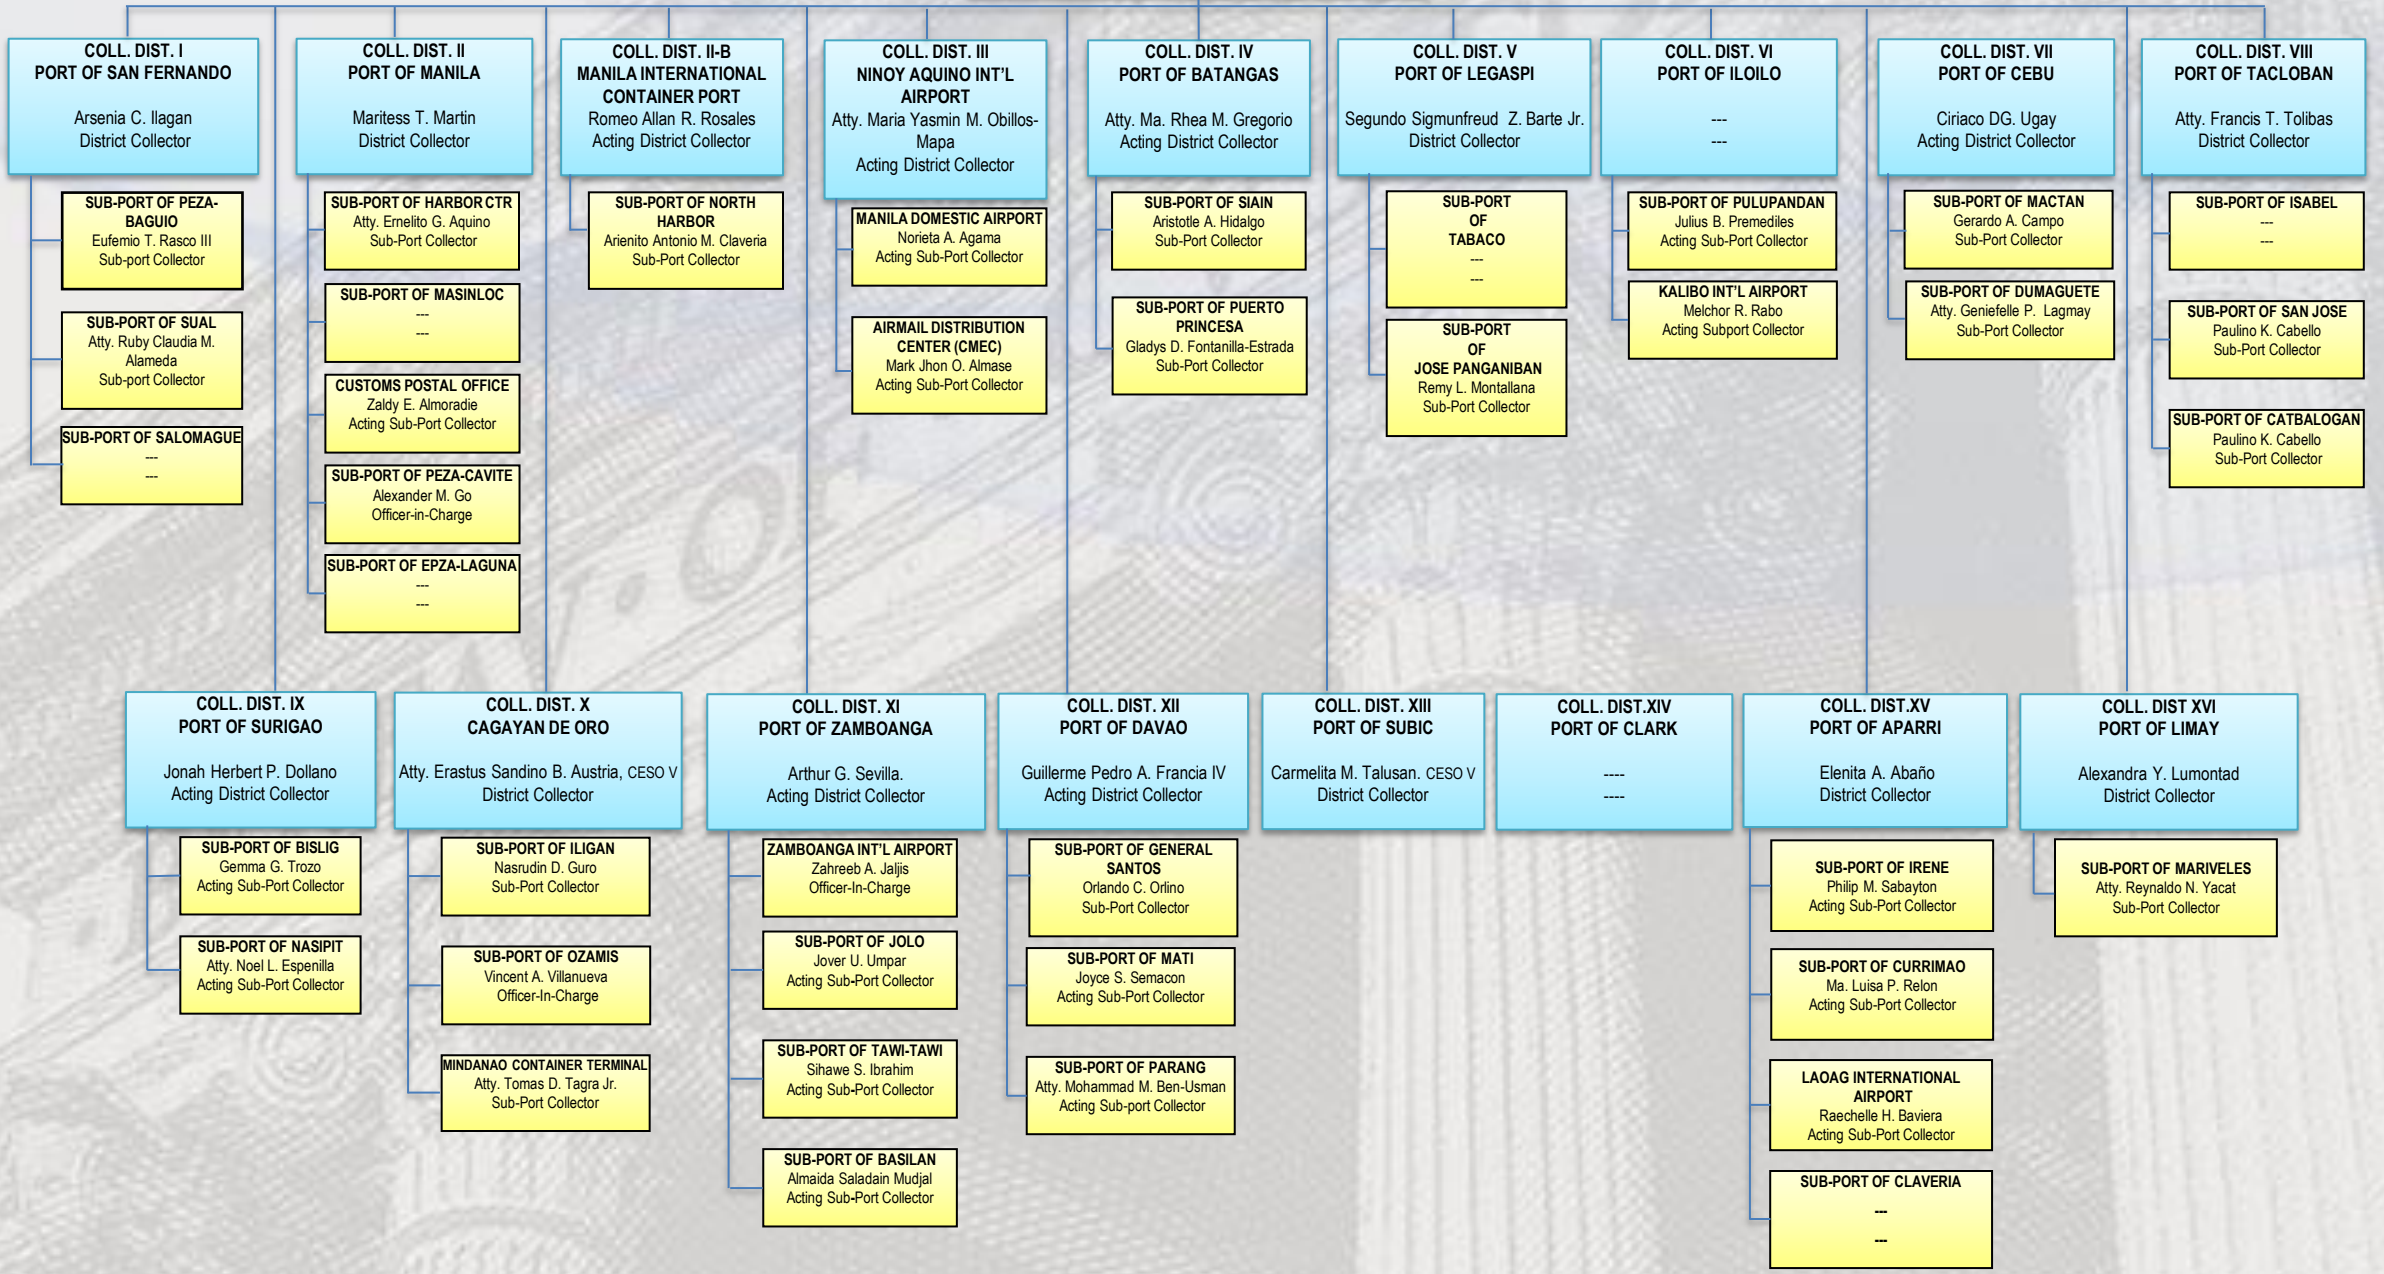 COLL. DIST. I
PORT OF SAN FERNANDO
Arsenia C. Ilagan
District Collector
SUB-PORT OF PEZA-
BAGUIO
Eufemio T. Rasco III
Sub-port Collector
SUB-PORT OF SUAL
Atty. Ruby Claudia M.
Alameda
Sub-port Collector
SUB-PORT OF SALOMAGUE
---
---
COLL. DIST. II
PORT OF MANILA
Maritess T. Martin
District Collector
SUB-PORT OF HARBOR CTR
Atty. Ernelito G. Aquino
Sub-Port Collector
SUB-PORT OF MASINLOC
---
---
CUSTOMS POSTAL OFFICE
Zaldy E. Almoradie
Acting Sub-Port Collector
SUB-PORT OF PEZA-CAVITE
Alexander M. Go
Officer-in-Charge
SUB-PORT OF EPZA-LAGUNA
---
---
COLL. DIST. II-B
MANILA INTERNATIONAL
CONTAINER PORT
Romeo Allan R. Rosales
Acting District Collector
SUB-PORT OF NORTH
HARBOR
Arienito Antonio M. Claveria
Sub-Port Collector
COLL. DIST. III
NINOY AQUINO INT'L
AIRPORT
Atty. Maria Yasmin M. Obillos-
Mapa
Acting District Collector
MANILA DOMESTIC AIRPORT
Norieta A. Agama
Acting Sub-Port Collector
AIRMAIL DISTRIBUTION
CENTER (CMEC)
Mark Jhon O. Almase
Acting Sub-Port Collector
COLL. DIST. IV
PORT OF BATANGAS
Atty. Ma. Rhea M. Gregorio
Acting District Collector
SUB-PORT OF SIAIN
Aristotle A. Hidalgo
Sub-Port Collector
SUB-PORT OF PUERTO
PRINCESA
Gladys D. Fontanilla-Estrada
Sub-Port Collector
COLL. DIST. V
PORT OF LEGASPI
Segundo Sigmunfreud Z. Barte Jr.
District Collector
SUB-PORT
OF
TABACO
---
---
SUB-PORT
OF
JOSE PANGANIBAN
Remy L. Montallana
Sub-Port Collector
COLL. DIST. VI
PORT OF ILOILO
---
---
SUB-PORT OF PULUPANDAN
Julius B. Premediles
Acting Sub-Port Collector
KALIBO INT'L AIRPORT
Melchor R. Rabo
Acting Subport Collector
COLL. DIST. VII
PORT OF CEBU
Ciriaco DG. Ugay
Acting District Collector
SUB-PORT OF MACTAN
Gerardo A. Campo
Sub-Port Collector
SUB-PORT OF DUMAGUETE
Atty. Geniefelle P. Lagmay
Sub-Port Collector
COLL. DIST. VIII
PORT OF TACLOBAN
Atty. Francis T. Tolibas
District Collector
SUB-PORT OF ISABEL
---
---
SUB-PORT OF SAN JOSE
Paulino K. Cabello
Sub-Port Collector
SUB-PORT OF CATBALOGAN
Paulino K. Cabello
Sub-Port Collector
COLL. DIST. IX
PORT OF SURIGAO
Jonah Herbert P. Dollano
Acting District Collector
SUB-PORT OF BISLIG
Gemma G. Trozo
Acting Sub-Port Collector
SUB-PORT OF NASIPIT
Atty. Noel L. Espenilla
Acting Sub-Port Collector
COLL. DIST. X
CAGAYAN DE ORO
Atty. Erastus Sandino B. Austria, CESO V
District Collector
SUB-PORT OF ILIGAN
Nasrudin D. Guro
Sub-Port Collector
SUB-PORT OF OZAMIS
Vincent A. Villanueva
Officer-In-Charge
MINDANAO CONTAINER TERMINAL
Atty. Tomas D. Tagra Jr.
Sub-Port Collector
COLL. DIST. XI
PORT OF ZAMBOANGA
Arthur G. Sevilla.
Acting District Collector
ZAMBOANGA INT'L AIRPORT
Zahreeb A. Jaljis
Officer-In-Charge
SUB-PORT OF JOLO
Jover U. Umpar
Acting Sub-Port Collector
SUB-PORT OF TAWI-TAWI
Sihawe S. Ibrahim
Acting Sub-Port Collector
SUB-PORT OF BASILAN
Almaida Saladain Mudjal
Acting Sub-Port Collector
COLL. DIST. XII
PORT OF DAVAO
Guillerme Pedro A. Francia IV
Acting District Collector
SUB-PORT OF GENERAL
SANTOS
Orlando C. Orlino
Sub-Port Collector
SUB-PORT OF MATI
Joyce S. Semacon
Acting Sub-Port Collector
SUB-PORT OF PARANG
Atty. Mohammad M. Ben-Usman
Acting Sub-port Collector
COLL. DIST. XIII
PORT OF SUBIC
Carmelita M. Talusan. CESO V
District Collector
COLL. DIST.XIV
PORT OF CLARK
----
----
COLL. DIST.XV
PORT OF APARRI
Elenita A. Abaño
District Collector
SUB-PORT OF IRENE
Philip M. Sabayton
Acting Sub-Port Collector
SUB-PORT OF CURRIMAO
Ma. Luisa P. Relon
Acting Sub-Port Collector
LAOAG INTERNATIONAL
AIRPORT
Raechelle H. Baviera
Acting Sub-Port Collector
SUB-PORT OF CLAVERIA
---
---
COLL. DIST XVI
PORT OF LIMAY
Alexandra Y. Lumontad
District Collector
SUB-PORT OF MARIVELES
Atty. Reynaldo N. Yacat
Sub-Port Collector